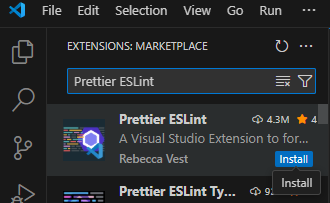 File Edit Selection View Go Run ...
EXTENSIONS: MARKETPLACE
Prettier ESLint
Prettier ESLint 4.3M 4
A Visual Studio Extension to for...
Rebecca Vest Install
Install
Prettier ESLint Ty...